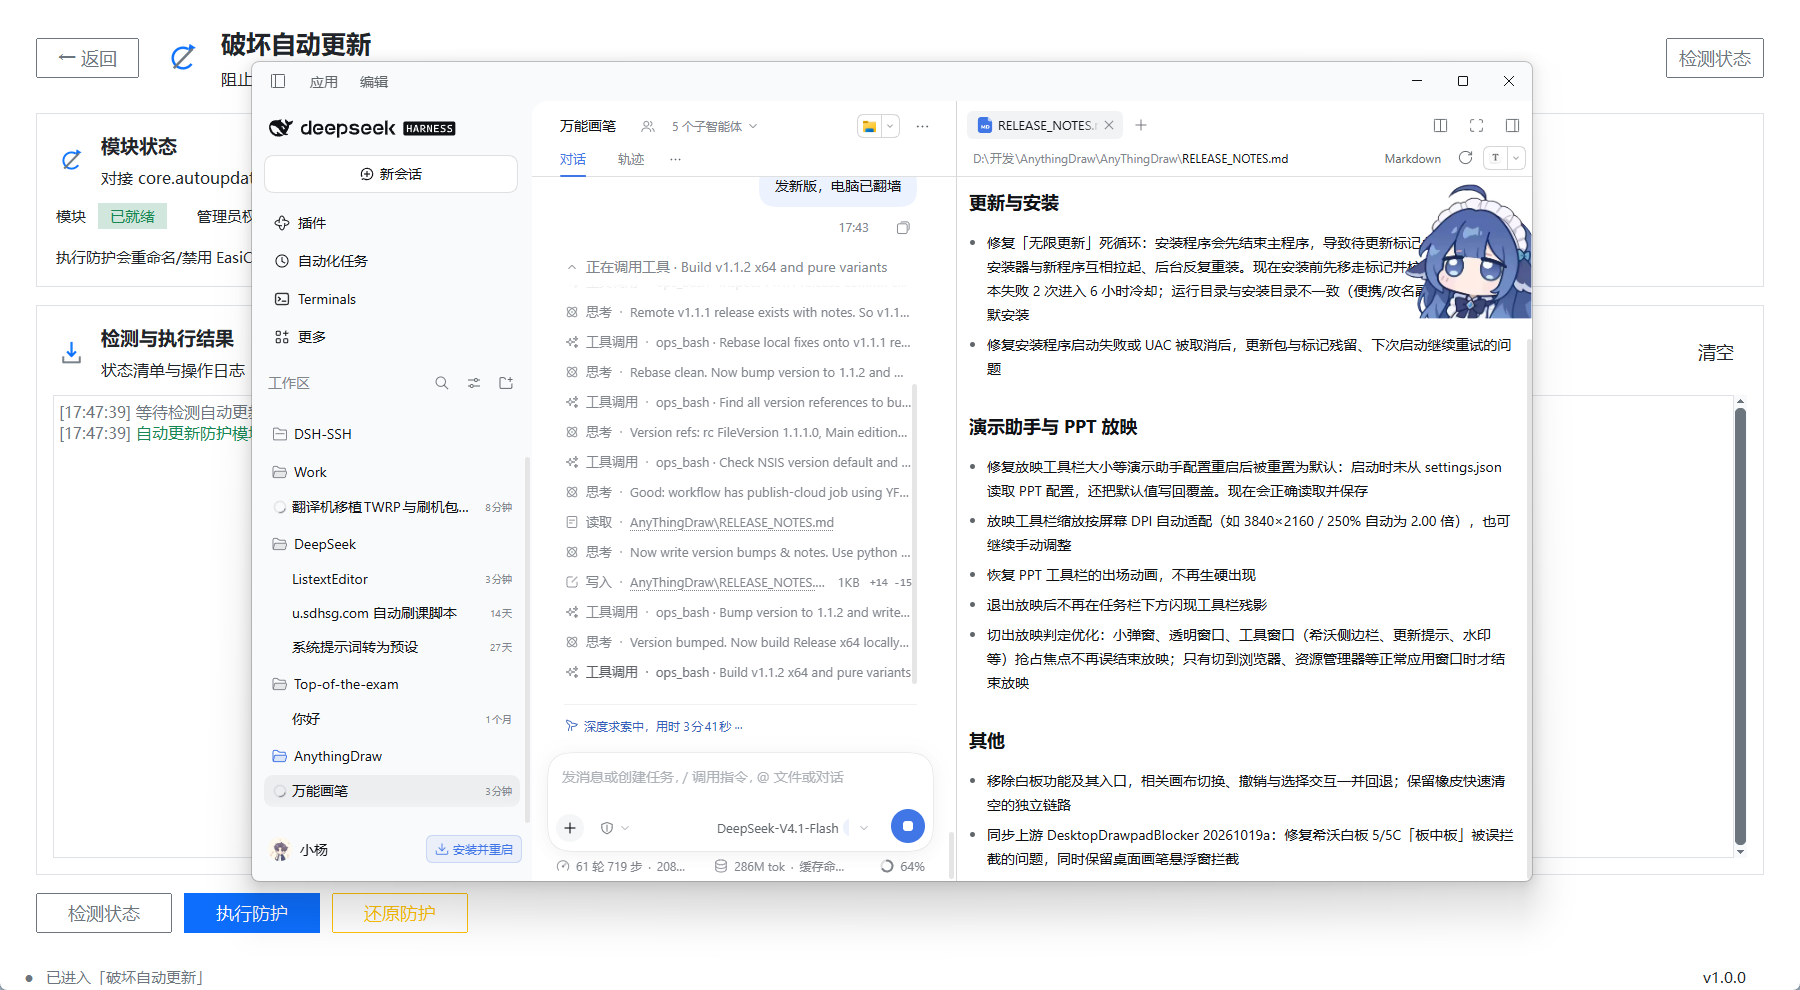 ← 返回
破坏自动更新
阻止
检测状态
模块状态
对接 core.autoupdat
模块
已就绪
管理员权
执行防护会重命名/禁用 EasiC
检测与执行结果
状态清单与操作日志
清空
[17:47:39] 等待检测自动更新
[17:47:39] 自动更新防护模块
应用
编辑
deepseek HARNESS
新会话
插件
自动化任务
Terminals
更多
工作区
DSH-SSH
Work
翻译机移植TWRP与刷机包... 8分钟
DeepSeek
ListextEditor 3分钟
u.sdhsg.com 自动刷课脚本 14天
系统提示词转为预设 27天
Top-of-the-exam
你好 1个月
AnythingDraw
万能画笔 3分钟
小杨
安装并重启
万能画笔
5 个子智能体
对话
轨迹
发新版，电脑已翻墙
17:43
正在调用工具 · Build v1.1.2 x64 and pure variants
思考 · Remote v1.1.1 release exists with notes. So v1.1...
工具调用 · ops_bash · Rebase local fixes onto v1.1.1 re...
思考 · Rebase clean. Now bump version to 1.1.2 and ...
工具调用 · ops_bash · Find all version references to bu...
思考 · Version refs: rc FileVersion 1.1.1.0, Main edition...
工具调用 · ops_bash · Check NSIS version default and ...
思考 · Good: workflow has publish-cloud job using YF...
读取 · AnyThingDraw\RELEASE_NOTES.md
思考 · Now write version bumps & notes. Use python ...
写入 · AnyThingDraw\RELEASE_NOTES.... 1KB +14 -15
工具调用 · ops_bash · Bump version to 1.1.2 and write...
思考 · Version bumped. Now build Release x64 locally...
工具调用 · ops_bash · Build v1.1.2 x64 and pure variants
深度求索中，用时 3分41秒 ···
发消息或创建任务，/ 调用指令，@ 文件或对话
DeepSeek-V4.1-Flash
61 轮 719 步 · 208...
286M tok · 缓存命...
64%
RELEASE_NOTES.
D:\开发\AnythingDraw\AnyThingDraw\RELEASE_NOTES.md
Markdown
T
更新与安装
修复「无限更新」死循环：安装程序会先结束主程序，导致待更新标记
安装器与新程序互相拉起、后台反复重装。现在安装前先移走标记并
本失败 2 次进入 6 小时冷却；运行目录与安装目录不一致（便携/改名
默安装
修复安装程序启动失败或 UAC 被取消后，更新包与标记残留、下次启动继续重试的问
题
演示助手与 PPT 放映
修复放映工具栏大小等演示助手配置重启后被重置为默认：启动时未从 settings.json
读取 PPT 配置，还把默认值写回覆盖。现在会正确读取并保存
放映工具栏缩放按屏幕 DPI 自动适配（如 3840×2160 / 250% 自动为 2.00 倍），也可
继续手动调整
恢复 PPT 工具栏的出场动画，不再生硬出现
退出放映后不再在任务栏下方闪现工具栏残影
切出放映判定优化：小弹窗、透明窗口、工具窗口（希沃侧边栏、更新提示、水印
等）抢占焦点不再误结束放映；只有切到浏览器、资源管理器等正常应用窗口时才结
束放映
其他
移除白板功能及其入口，相关画布切换、撤销与选择交互一并回退；保留橡皮快速清
空的独立链路
同步上游 DesktopDrawpadBlocker 20261019a：修复希沃白板 5/5C「板中板」被误拦
截的问题，同时保留桌面画笔悬浮窗拦截
检测状态
执行防护
还原防护
已进入「破坏自动更新」
v1.0.0